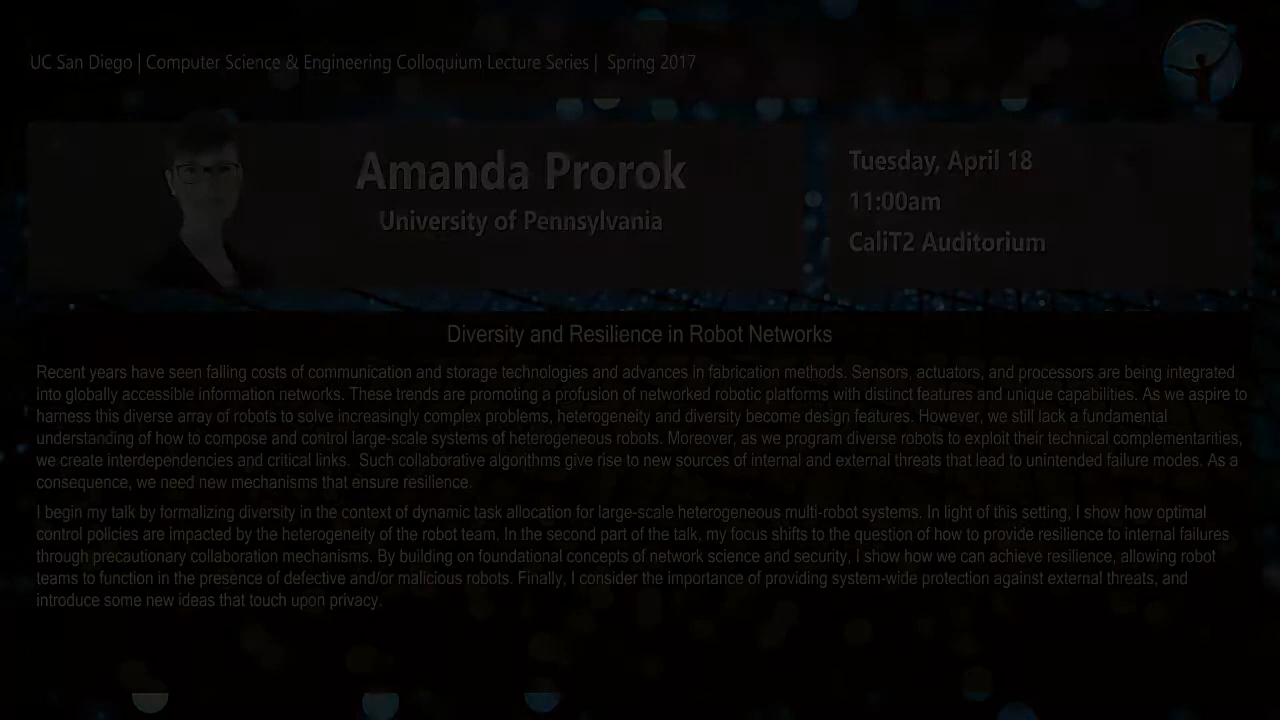 UC San Diego | Computer Science & Engineering Colloquium Lecture Series | Spring 2017
Amanda Prorok
University of Pennsylvania
Tuesday, April 18
11:00am
CaliT2 Auditorium
Diversity and Resilience in Robot Networks
Recent years have seen falling costs of communication and storage technologies and advances in fabrication methods. Sensors, actuators, and processors are being integrated
into globally accessible information networks. These trends are promoting a profusion of networked robotic platforms with distinct features and unique capabilities. As we aspire to
harness this diverse array of robots to solve increasingly complex problems, heterogeneity and diversity become design features. However, we still lack a fundamental
understanding of how to compose and control large-scale systems of heterogeneous robots. Moreover, as we program diverse robots to exploit their technical complementarities,
we create interdependencies and critical links. Such collaborative algorithms give rise to new sources of internal and external threats that lead to unintended failure modes. As a
consequence, we need new mechanisms that ensure resilience.
I begin my talk by formalizing diversity in the context of dynamic task allocation for large-scale heterogeneous multi-robot systems. In light of this setting, I show how optimal
control policies are impacted by the heterogeneity of the robot team. In the second part of the talk, my focus shifts to the question of how to provide resilience to internal failures
through precautionary collaboration mechanisms. By building on foundational concepts of network science and security, I show how we can achieve resilience, allowing robot
teams to function in the presence of defective and/or malicious robots. Finally, I consider the importance of providing system-wide protection against external threats, and
introduce some new ideas that touch upon privacy.